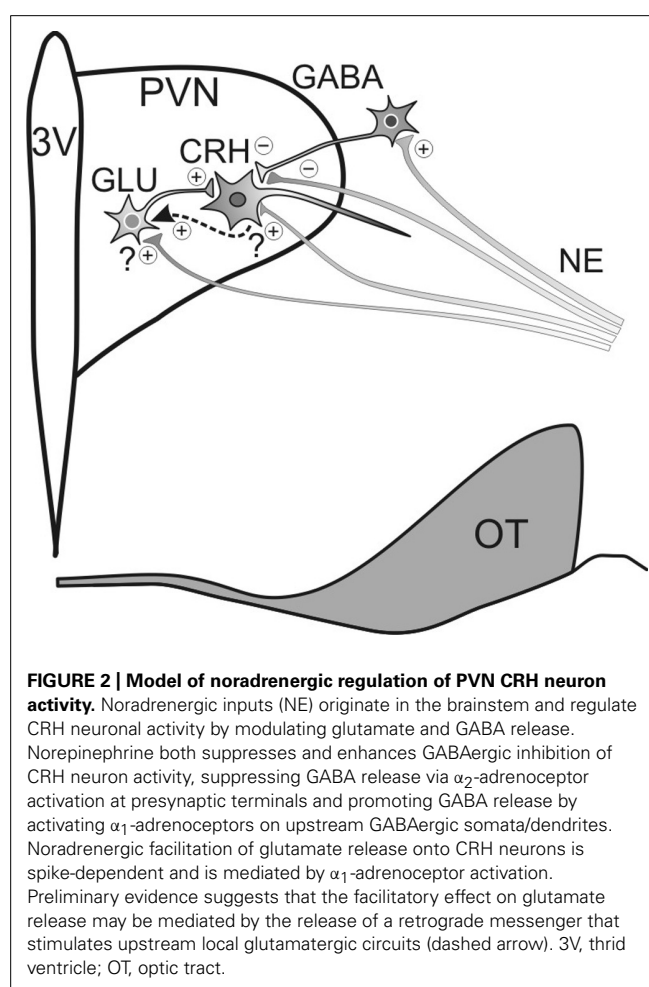 GABA
PVN
3V
CRH
−
−
+
+
GLU
+
+
?
+
?
+
NE
OT
FIGURE 2 | Model of noradrenergic regulation of PVN CRH neuron
activity. Noradrenergic inputs (NE) originate in the brainstem and regulate
CRH neuronal activity by modulating glutamate and GABA release.
Norepinephrine both suppresses and enhances GABAergic inhibition of
CRH neuron activity, suppressing GABA release via α2-adrenoceptor
activation at presynaptic terminals and promoting GABA release by
activating α1-adrenoceptors on upstream GABAergic somata/dendrites.
Noradrenergic facilitation of glutamate release onto CRH neurons is
spike-dependent and is mediated by α1-adrenoceptor activation.
Preliminary evidence suggests that the facilitatory effect on glutamate
release may be mediated by the release of a retrograde messenger that
stimulates upstream local glutamatergic circuits (dashed arrow). 3V, thrid
ventricle; OT, optic tract.